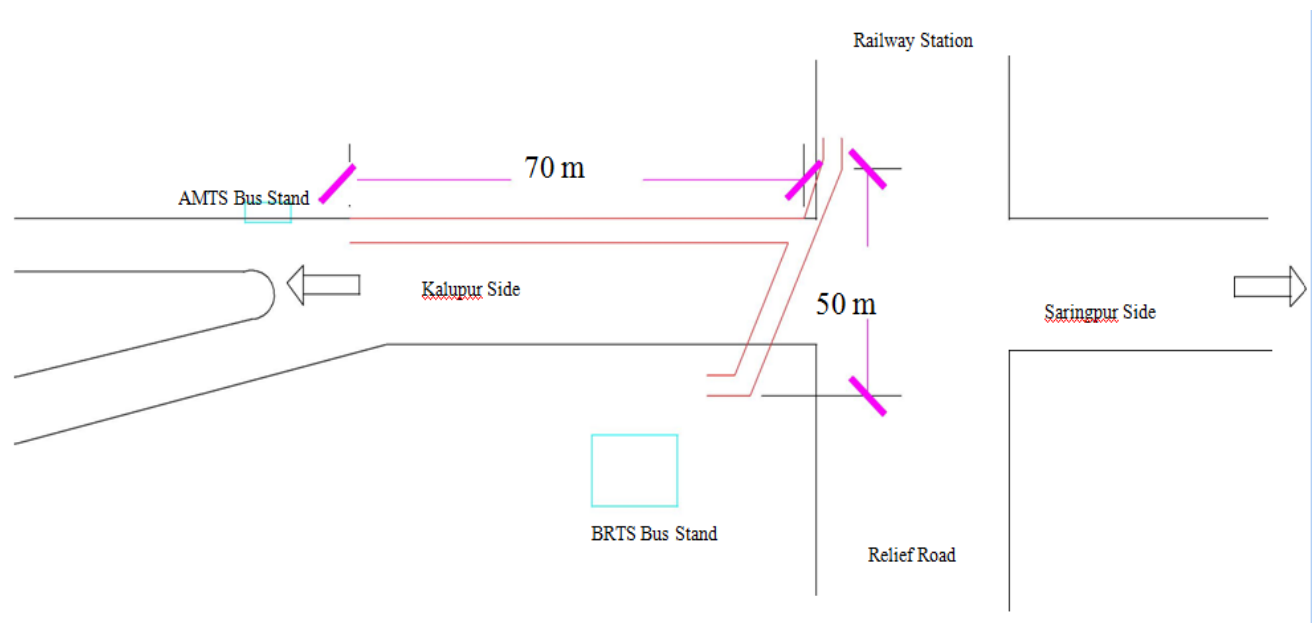 Railway Station
70 m
AMTS Bus Stand
Kalupur Side
50 m
Saringpur Side
BRTS Bus Stand
Relief Road